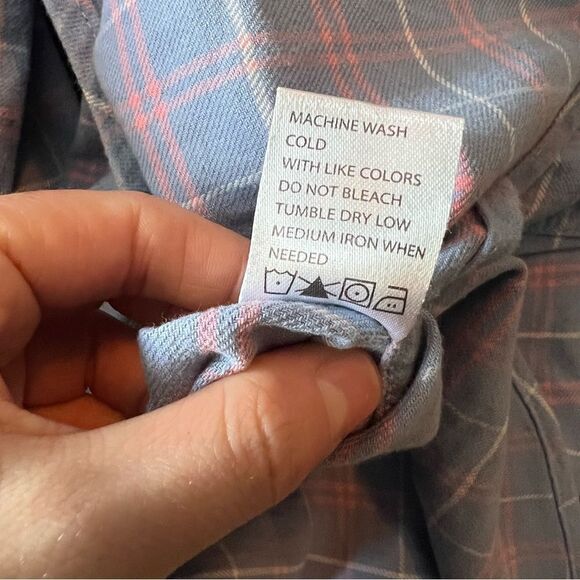 MACHINE WASH
COLD
WITH LIKE COLORS
DO NOT BLEACH
TUMBLE DRY LOW
MEDIUM IRON WHEN
NEEDED